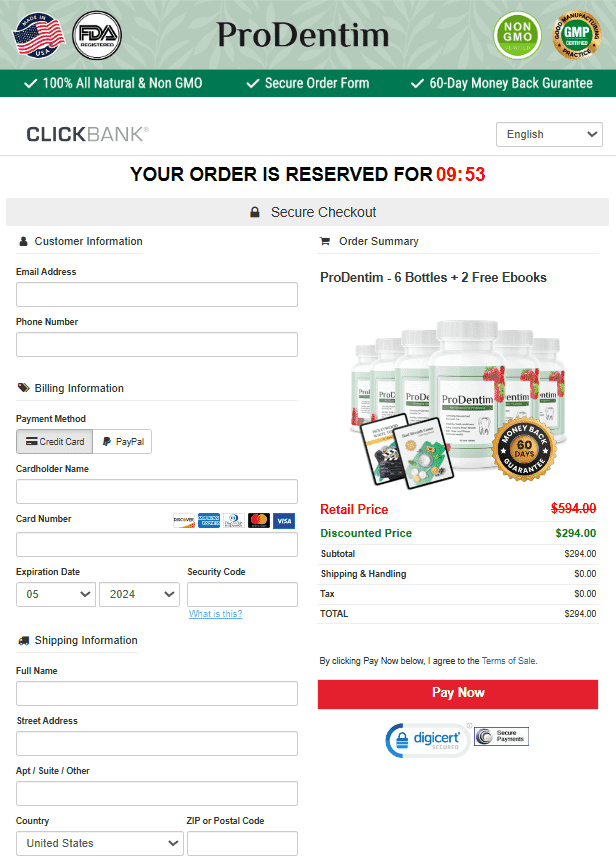 MADE IN
USA
FDA
REGISTERED
ProDentim
NON
GMO
VERIFIED
GOOD MANUFACTURING
GMP
CERTIFIED
PRACTICE
100% All Natural & Non GMO
Secure Order Form
60-Day Money Back Gurantee
CLICKBANK®
English
YOUR ORDER IS RESERVED FOR 09:53
Secure Checkout
Customer Information
Email Address
Phone Number
Billing Information
Payment Method
Credit Card
PayPal
Cardholder Name
Card Number
DISCOVER
AMERICAN EXPRESS
VISA
Expiration Date
Security Code
05
2024
What is this?
Shipping Information
Full Name
Street Address
Apt / Suite / Other
Country
ZIP or Postal Code
United States
Order Summary
ProDentim - 6 Bottles + 2 Free Ebooks
ProDentim
MONEY BACK
60
DAYS
GUARANTEE
Retail Price $594.00
Discounted Price $294.00
Subtotal $294.00
Shipping & Handling $0.00
Tax $0.00
TOTAL $294.00
By clicking Pay Now below, I agree to the Terms of Sale.
Pay Now
digicert
SECURED
Secure
Payments